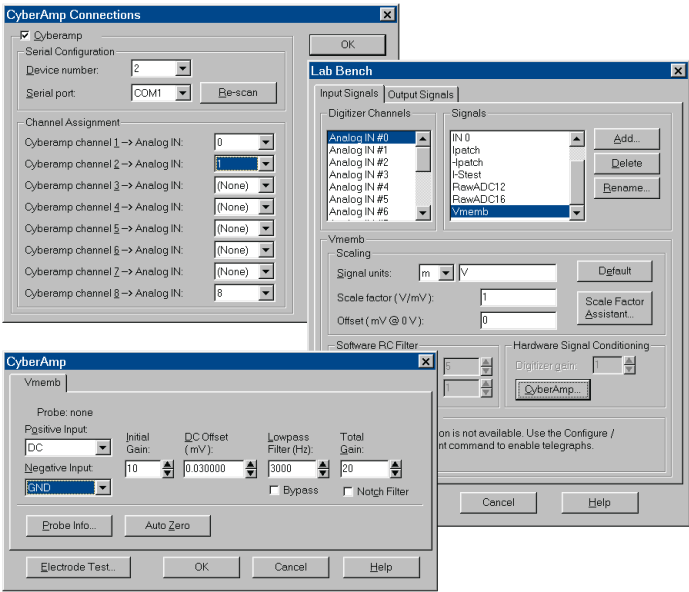 CyberAmp Connections
Cyberamp
Serial Configuration
Device number: 2
Serial port: COM1 Re-scan
OK
Channel Assignment
Cyberamp channel 1 -> Analog IN: 0
Cyberamp channel 2 -> Analog IN: 1
Cyberamp channel 3 -> Analog IN: (None)
Cyberamp channel 4 -> Analog IN: (None)
Cyberamp channel 5 -> Analog IN: (None)
Cyberamp channel 6 -> Analog IN: (None)
Cyberamp channel 7 -> Analog IN: (None)
Cyberamp channel 8 -> Analog IN: 8
Lab Bench
Input Signals Output Signals
Digitizer Channels
Analog IN #0
Analog IN #1
Analog IN #2
Analog IN #3
Analog IN #4
Analog IN #5
Analog IN #6
Signals
IN 0
Ipatch
-Ipatch
I-Stest
RawADC12
RawADC16
Vmemb
Add...
Delete
Rename...
Vmemb
Scaling
Signal units: m V
Default
Scale factor (V/mV): 1
Scale Factor
Assistant...
Offset (mV @ 0 V): 0
Software RC Filter
5
1
Hardware Signal Conditioning
Digitizer gain: 1
CyberAmp...
on is not available. Use the Configure /
nt command to enable telegraphs.
Cancel Help
CyberAmp
Vmemb
Probe: none
Positive Input:
DC
Negative Input:
GND
Initial
Gain:
10
DC Offset
(mV):
0.030000
Lowpass
Filter (Hz):
3000
Bypass
Total
Gain:
20
Notch Filter
Probe Info... Auto Zero
Electrode Test... OK Cancel Help